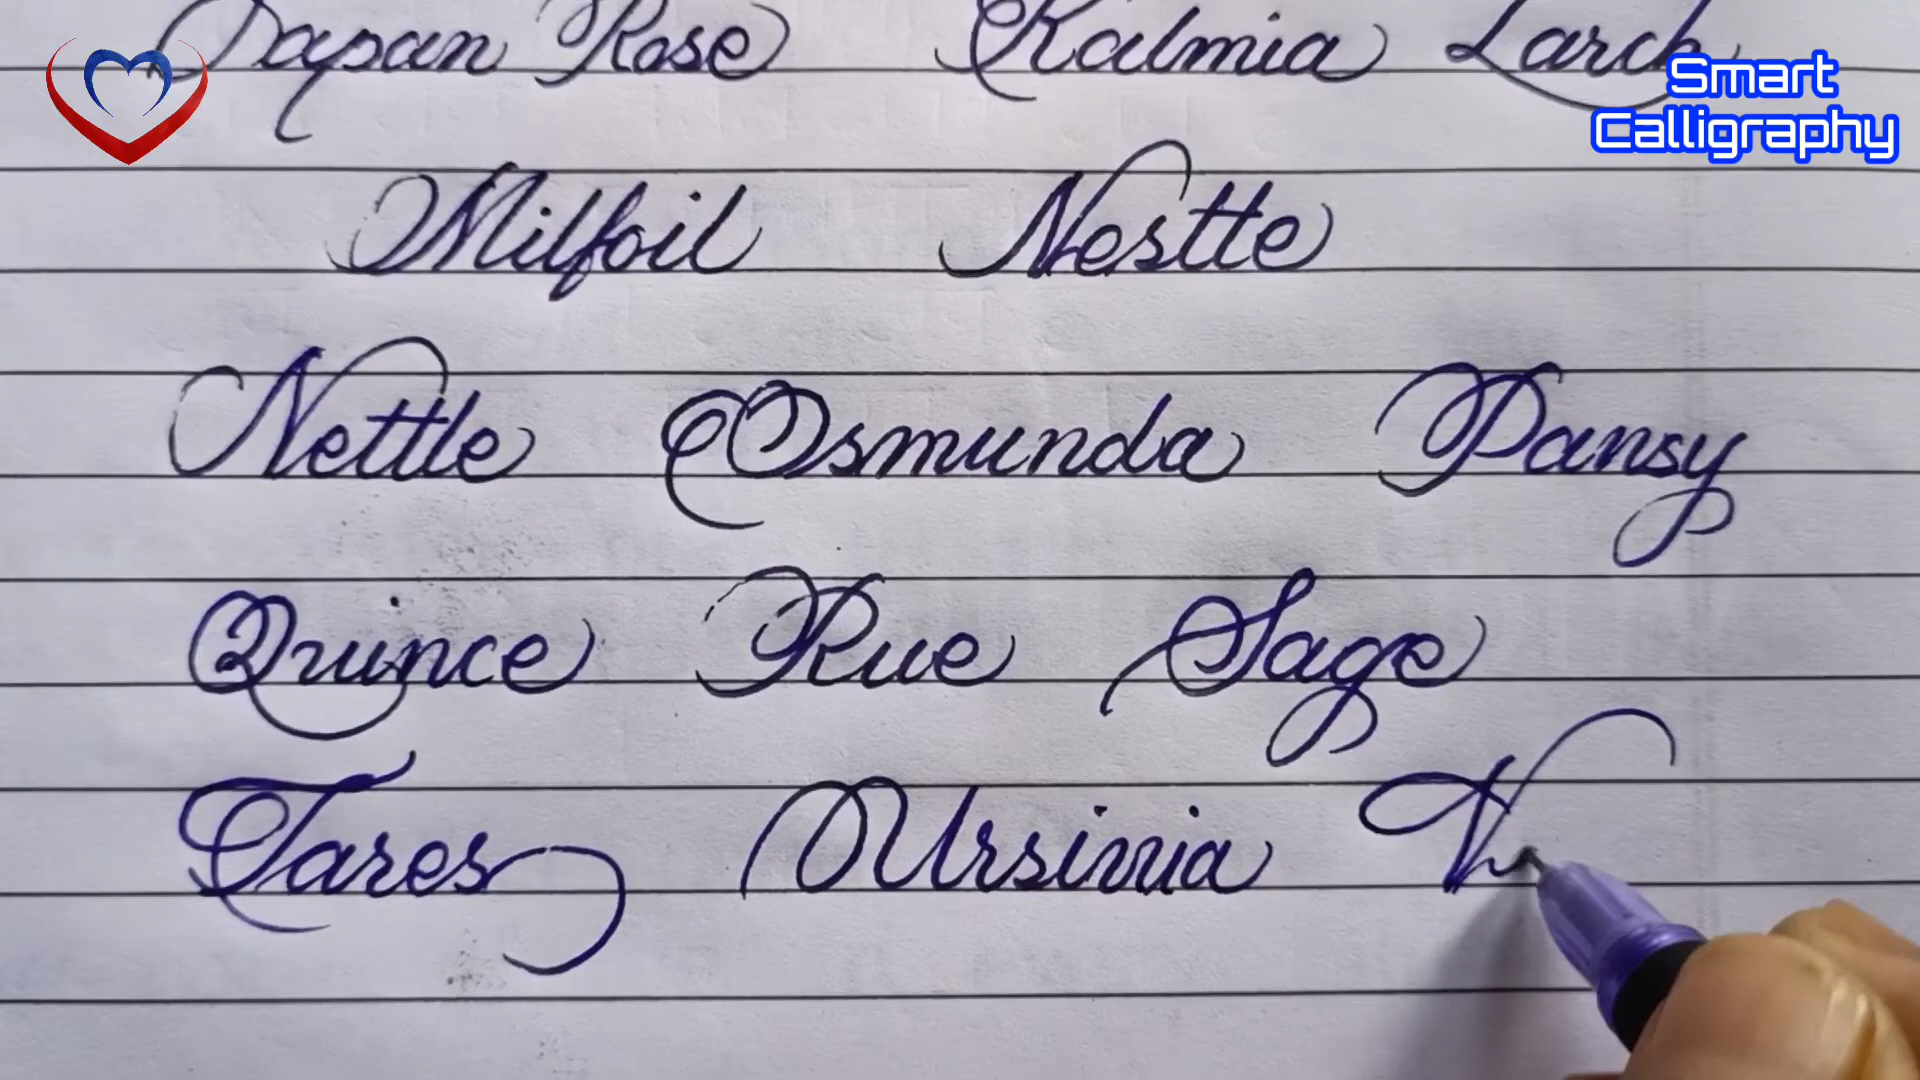 Japan Rose Kalmia Larch
Smart
Calligraphy
Milfoil Nestte
Nettle Osmunda Pansy
Quince Rue Sage
Tares Ursinia